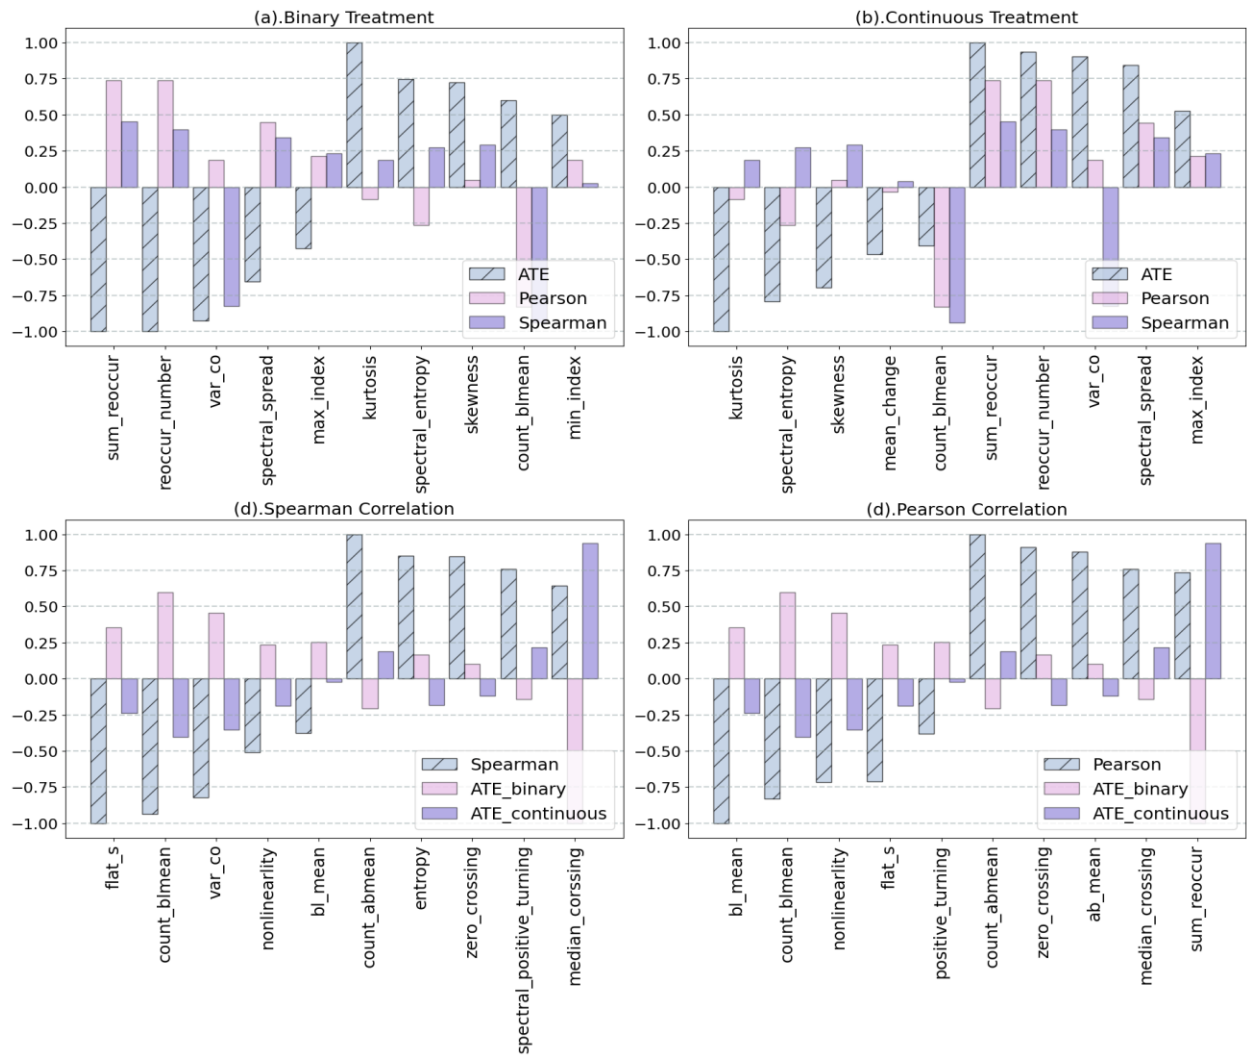 (a).Binary Treatment
1.00
0.75
0.50
0.25
0.00
−0.25
−0.50
−0.75
−1.00
ATE
Pearson
Spearman
sum_reoccur
reoccur_number
var_co
spectral_spread
max_index
kurtosis
spectral_entropy
skewness
count_blmean
min_index
(b).Continuous Treatment
1.00
0.75
0.50
0.25
0.00
−0.25
−0.50
−0.75
−1.00
ATE
Pearson
Spearman
kurtosis
spectral_entropy
skewness
mean_change
count_blmean
sum_reoccur
reoccur_number
var_co
spectral_spread
max_index
(d).Spearman Correlation
1.00
0.75
0.50
0.25
0.00
−0.25
−0.50
−0.75
−1.00
Spearman
ATE_binary
ATE_continuous
flat_s
count_blmean
var_co
nonlinearlity
bl_mean
count_abmean
entropy
zero_crossing
spectral_positive_turning
median_corssing
(d).Pearson Correlation
1.00
0.75
0.50
0.25
0.00
−0.25
−0.50
−0.75
−1.00
Pearson
ATE_binary
ATE_continuous
bl_mean
count_blmean
nonlinearlity
flat_s
positive_turning
count_abmean
zero_crossing
ab_mean
median_crossing
sum_reoccur